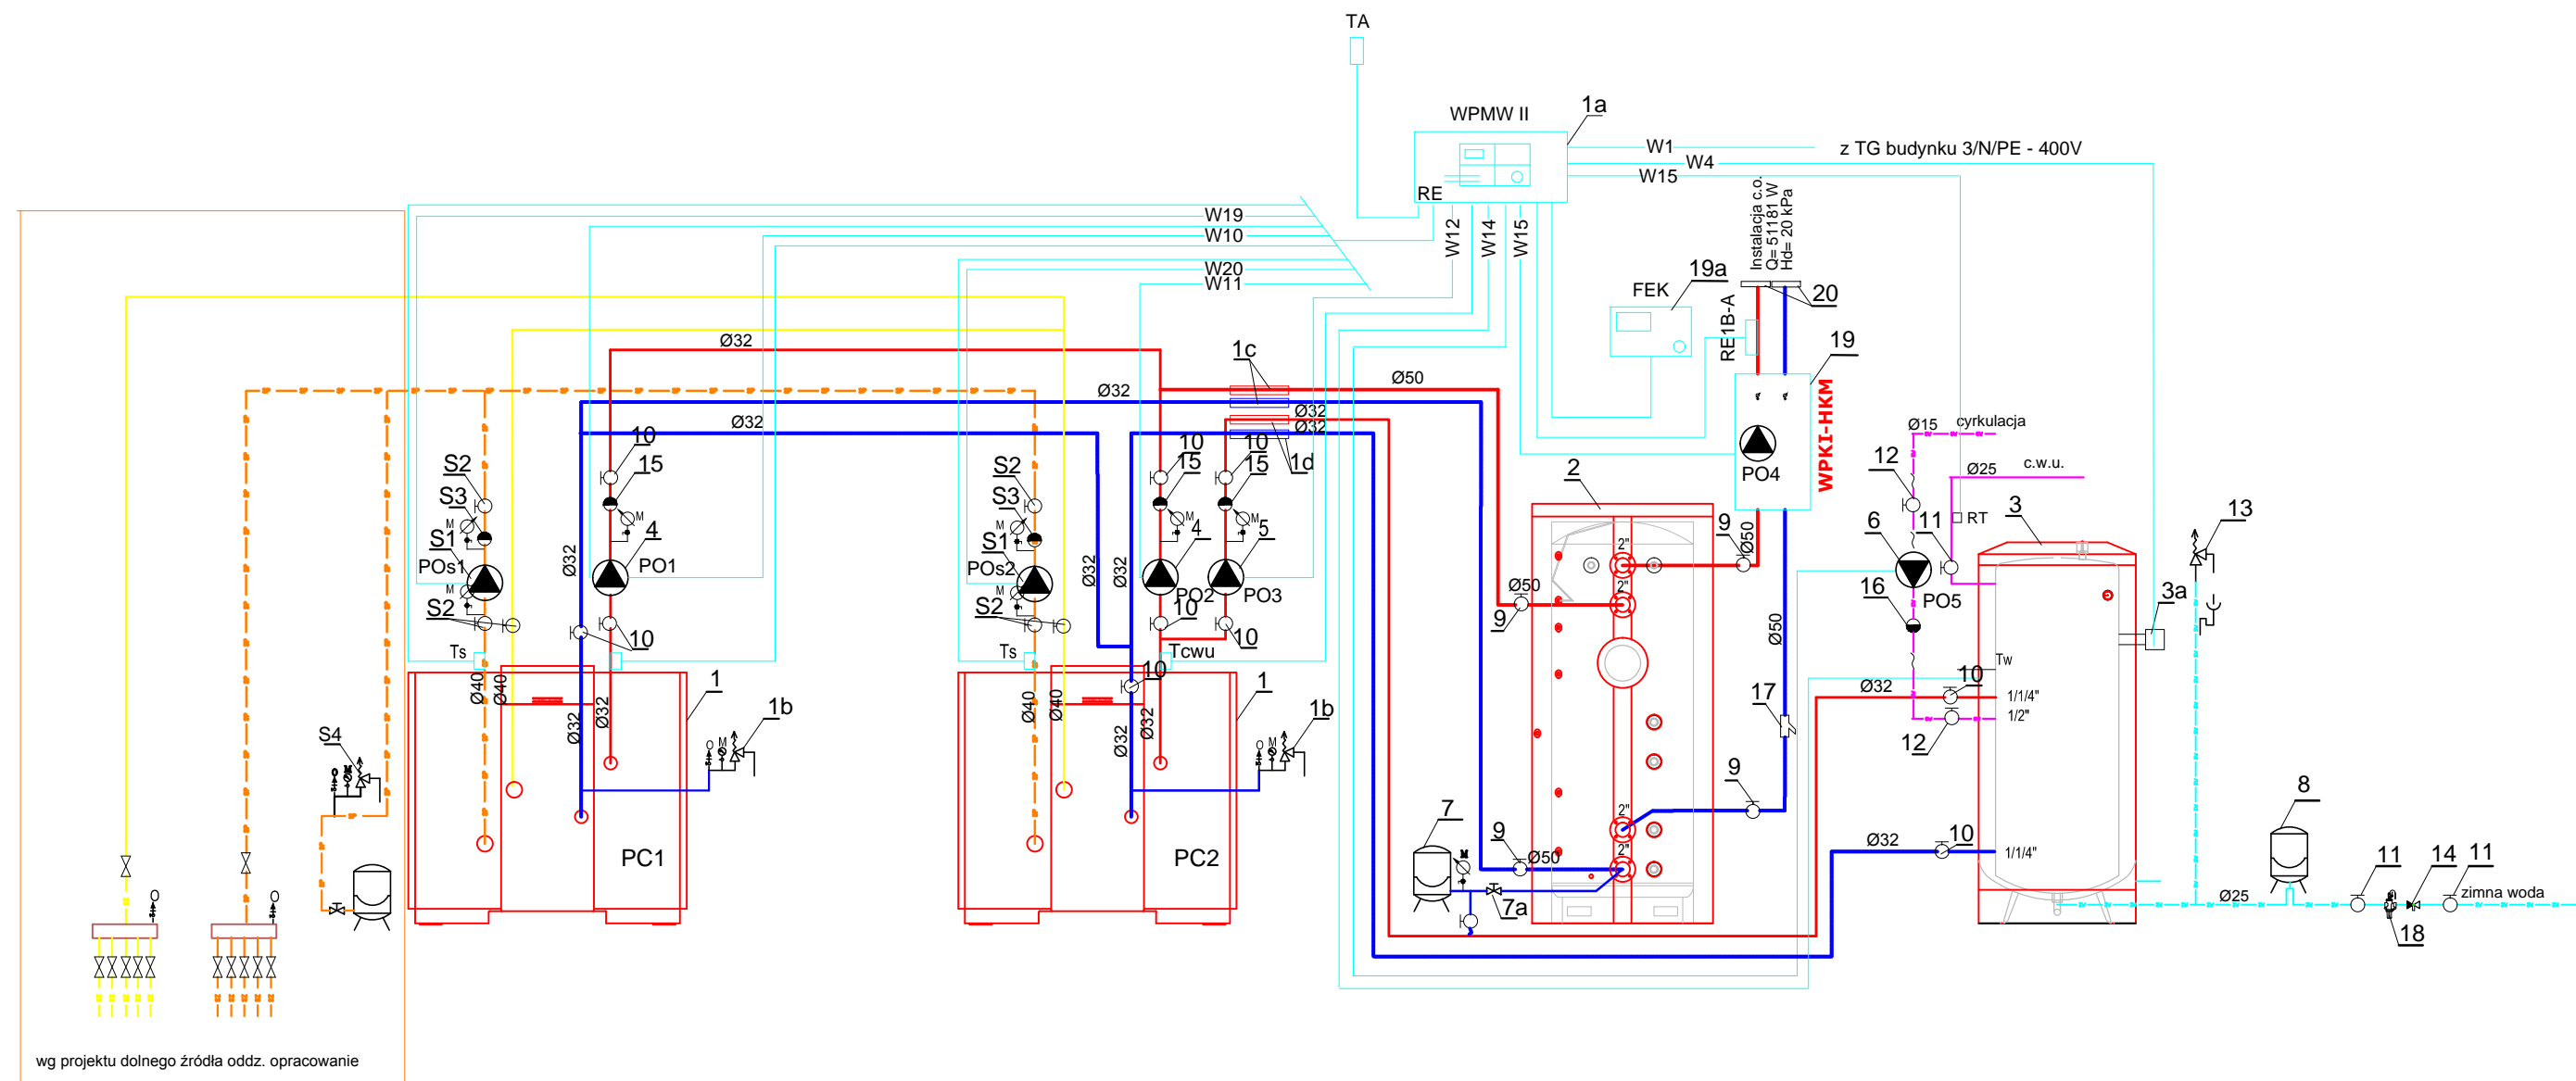 TA
WPMW II
1a
W1
z TG budynku 3/N/PE - 400V
W4
W15
RE
W19
W10
W20
W11
W12
W14
W15
Instalacja c.o.
Q= 51181 W
Hd= 20 kPa
FEK
19a
RE1B-A
20
19
WPKI-HKM
PO4
Ø32
1c
Ø50
Ø32
Ø32
Ø32
Ø32
1d
S2
S3
M
S1
POs1
M
S2
Ts
10
15
M
4
PO1
10
Ø32
S2
S3
M
S1
POs2
M
S2
Ts
Ø32
Ø32
10
15
M
4
PO2
10
10
15
M
5
PO3
10
Tcwu
10
Ø40
Ø40
Ø32
Ø32
1
1b
O
M
PC1
Ø40
Ø40
Ø32
Ø32
1
1b
O
M
PC2
S4
O
M
O
O
wg projektu dolnego źródła oddz. opracowanie
2
2"
2"
2"
2"
9
Ø50
9
Ø50
Ø50
17
9
9
Ø50
7
M
7a
Ø15
cyrkulacja
12
Ø25
c.w.u.
6
11
RT
PO5
16
3
3a
13
Tw
10
Ø32
1/1/4"
1/2"
12
Ø32
10
1/1/4"
8
Ø25
11
14
11
zimna woda
18